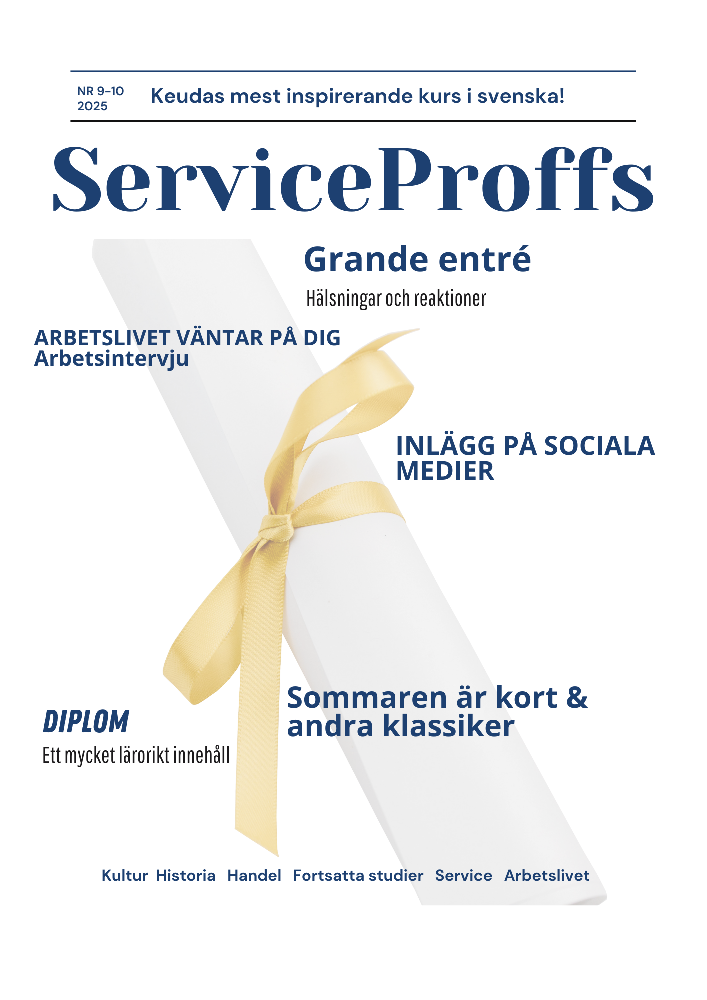 NR 9-10
2025
Keudas mest inspirerande kurs i svenska!
ServiceProffs
Grande entré
Hälsningar och reaktioner
ARBETSLIVET VÄNTAR PÅ DIG
Arbetsintervju
INLÄGG PÅ SOCIALA
MEDIER
Sommaren är kort &
andra klassiker
DIPLOM
Ett mycket lärorikt innehåll
Kultur Historia Handel Fortsatta studier Service Arbetslivet